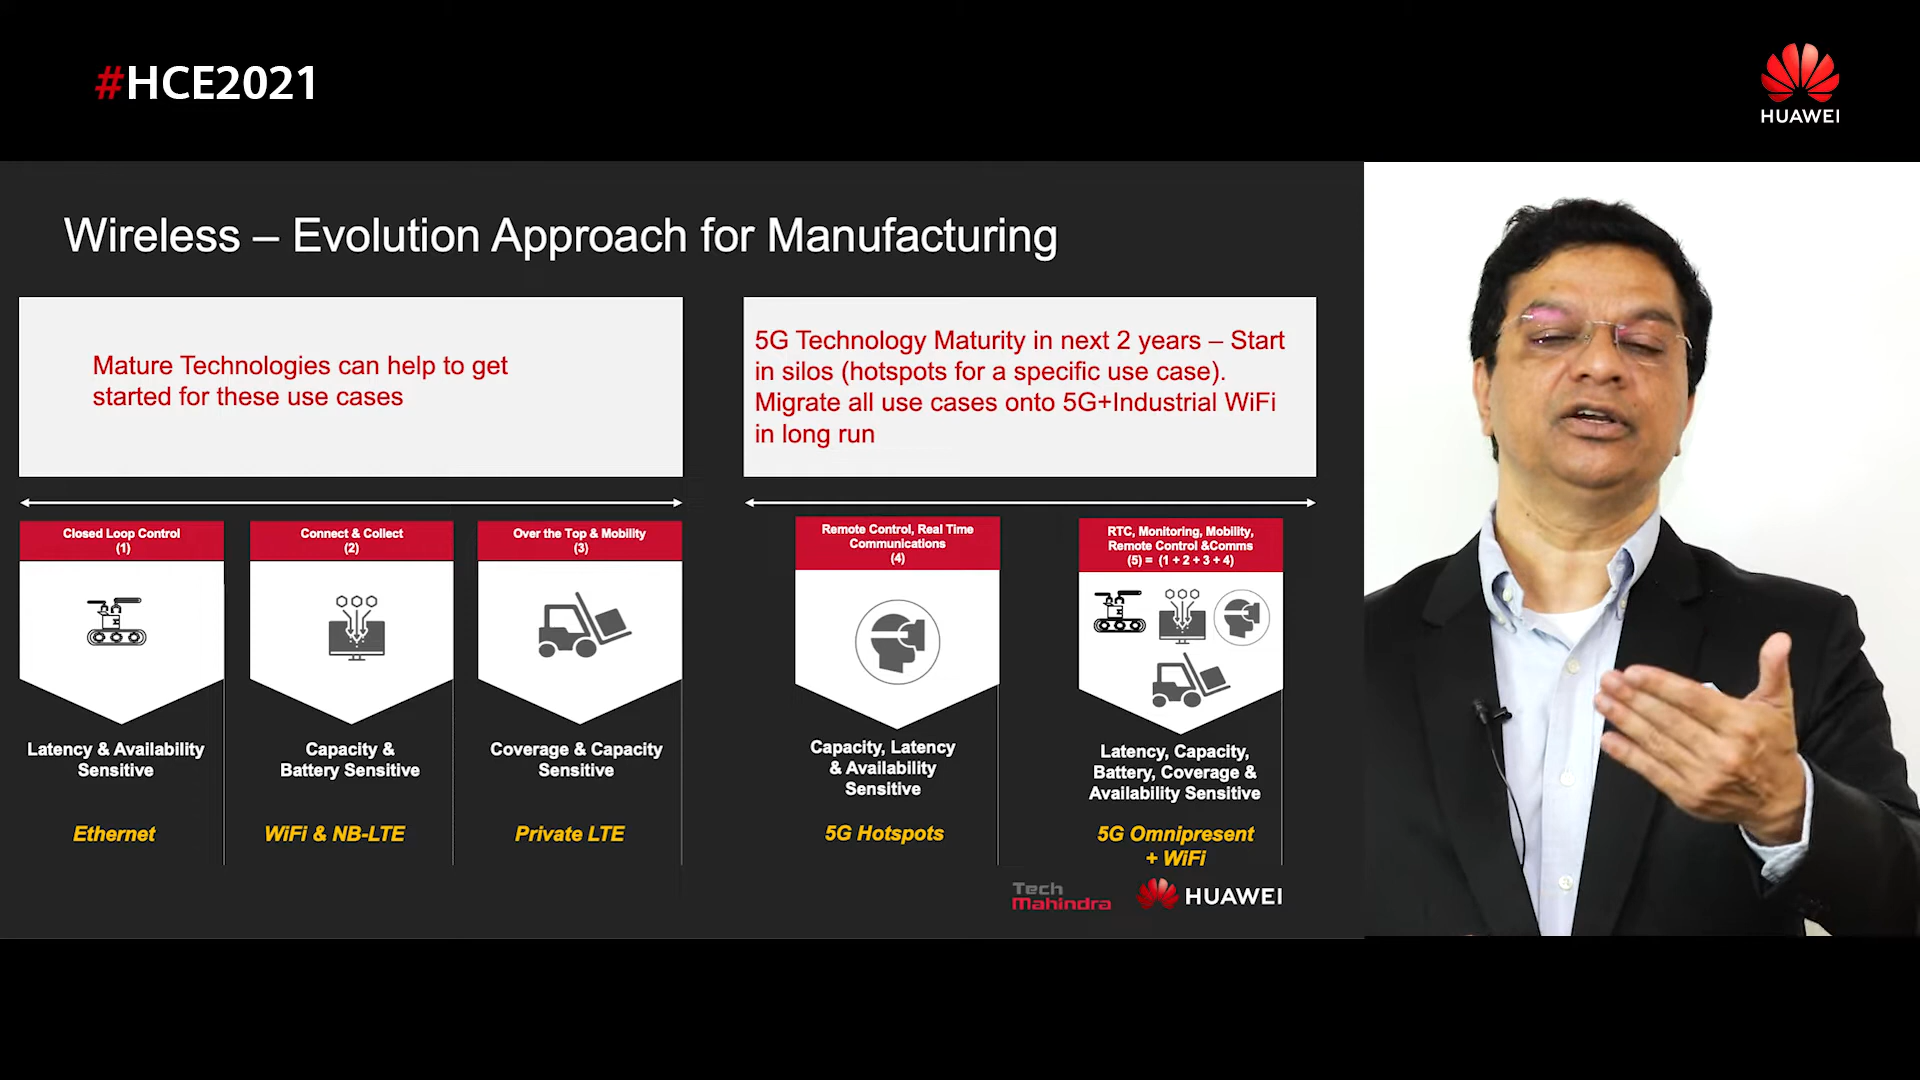 #HCE2021
HUAWEI
Wireless – Evolution Approach for Manufacturing
Mature Technologies can help to get
started for these use cases
5G Technology Maturity in next 2 years – Start
in silos (hotspots for a specific use case).
Migrate all use cases onto 5G+Industrial WiFi
in long run
Closed Loop Control
(1)
Latency & Availability
Sensitive
Ethernet
Connect & Collect
(2)
Capacity &
Battery Sensitive
WiFi & NB-LTE
Over the Top & Mobility
(3)
Coverage & Capacity
Sensitive
Private LTE
Remote Control, Real Time
Communications
(4)
Capacity, Latency
& Availability
Sensitive
5G Hotspots
RTC, Monitoring, Mobility,
Remote Control &Comms
(5) = (1 + 2 + 3 + 4)
Latency, Capacity,
Battery, Coverage &
Availability Sensitive
5G Omnipresent
+ WiFi
Tech
Mahindra
HUAWEI